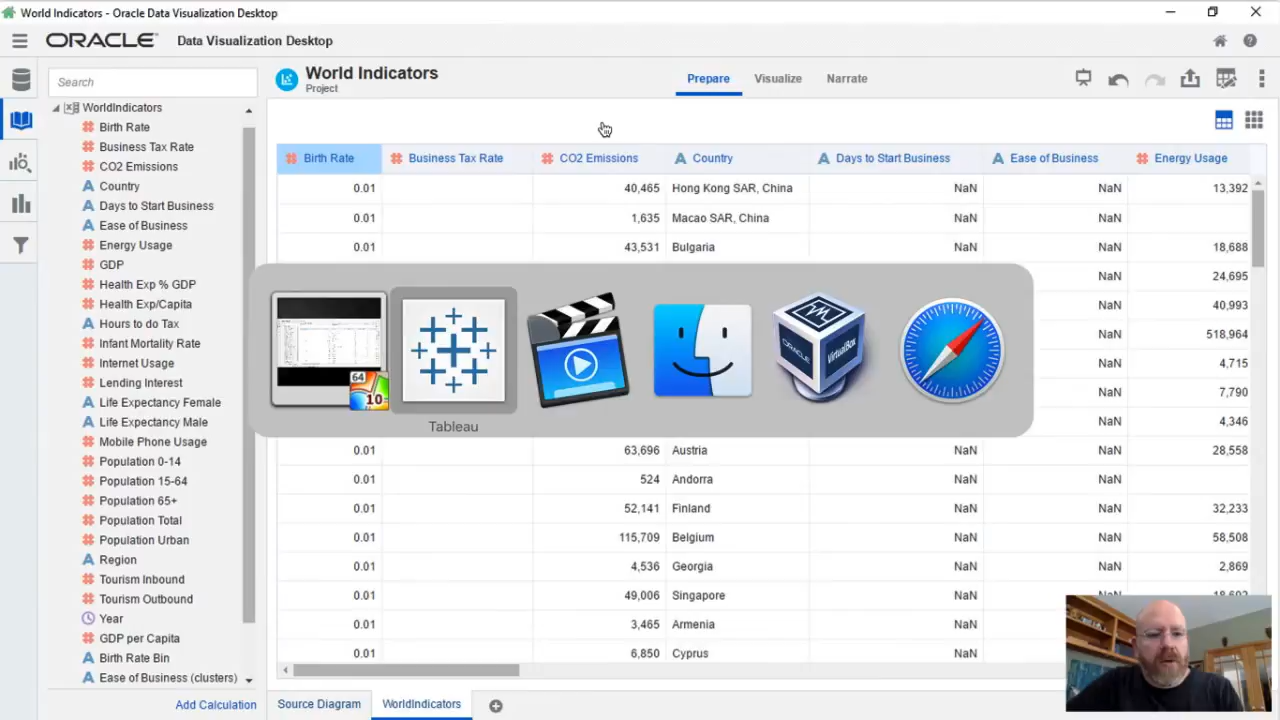 World Indicators - Oracle Data Visualization Desktop
ORACLE Data Visualization Desktop
Search
World Indicators
Project
Prepare Visualize Narrate
WorldIndicators
Birth Rate
Business Tax Rate
CO2 Emissions
Country
Days to Start Business
Ease of Business
Energy Usage
GDP
Health Exp % GDP
Health Exp/Capita
Hours to do Tax
Infant Mortality Rate
Internet Usage
Lending Interest
Life Expectancy Female
Life Expectancy Male
Mobile Phone Usage
Population 0-14
Population 15-64
Population 65+
Population Total
Population Urban
Region
Tourism Inbound
Tourism Outbound
Year
GDP per Capita
Birth Rate Bin
Ease of Business (clusters)
Add Calculation
Birth Rate Business Tax Rate CO2 Emissions Country Days to Start Business Ease of Business Energy Usage
0.01 40,465 Hong Kong SAR, China NaN NaN 13,392
0.01 1,635 Macao SAR, China NaN NaN
0.01 43,531 Bulgaria NaN NaN 18,688
24,695
40,993
518,964
4,715
7,790
4,346
64
10
ORACLE
VirtualBox
Tableau
0.01 63,696 Austria NaN NaN 28,558
0.01 524 Andorra NaN NaN
0.01 52,141 Finland NaN NaN 32,233
0.01 115,709 Belgium NaN NaN 58,508
0.01 4,536 Georgia NaN NaN 2,869
0.01 49,006 Singapore NaN NaN
0.01 3,465 Armenia NaN NaN
0.01 6,850 Cyprus NaN NaN
Source Diagram WorldIndicators